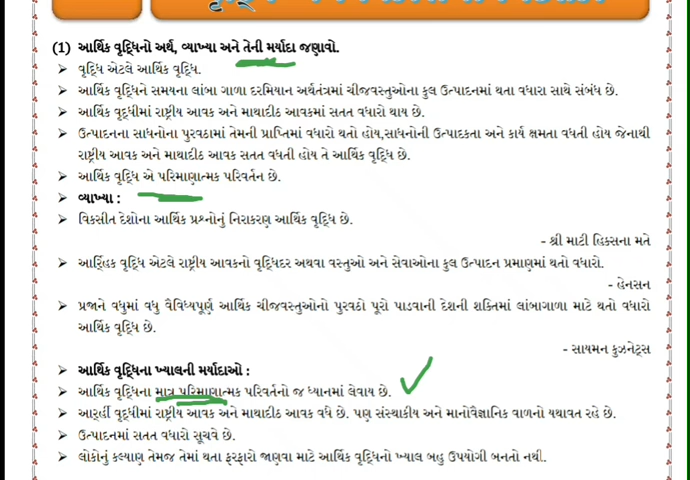 (1) આર્થિક વૃદ્ધિનો અર્થ, વ્યાખ્યા અને તેની મર્યાદા જણાવો.
➤ વૃદ્ધિ એટલે આર્થિક વૃદ્ધિ.
➤ આર્થિક વૃદ્ધિને સમયના લાંબા ગાળા દરમિયાન અર્થતંત્રમાં ચીજવસ્તુઓના કુલ ઉત્પાદનમાં થતા વધારા સાથે સંબંધ છે.
➤ આર્થિક વૃદ્ધીમાં રાષ્ટ્રીય આવક અને માથાદીઠ આવકમાં સતત વધારો થાય છે.
➤ ઉત્પાદનના સાધનોના પુરવઠામાં તેમની પ્રાપ્તિમાં વધારો થતો હોય,સાધનોની ઉત્પાદકતા અને કાર્ય ક્ષમતા વધતી હોય જેનાથી
રાષ્ટ્રીય આવક અને માથાદીઠ આવક સતત વધતી હોય તે આર્થિક વૃદ્ધિ છે.
➤ આર્થિક વૃદ્ધિ એ પરિમાણાત્મક પરિવર્તન છે.
➤ વ્યાખ્યા :
➤ વિકસીત દેશોના આર્થિક પ્રશ્નોનું નિરાકરણ આર્થિક વૃદ્ધિ છે.
- શ્રી માટી હિક્સના મતે
➤ આર્હિક વૃદ્ધિ એટલે રાષ્ટ્રીય આવકનો વૃદ્ધિદર અથવા વસ્તુઓ અને સેવાઓના કુલ ઉત્પાદન પ્રમાણમાં થતો વધારો.
- હેનસન
➤ પ્રજાને વધુમાં વધુ વૈવિધ્યપૂર્ણ આર્થિક ચીજવસ્તુઓનો પુરવઠો પૂરો પાડવાની દેશની શક્તિમાં લાંબાગાળા માટે થતો વધારો
આર્થિક વૃદ્ધિ છે.
- સાયમન કુઝનેટ્સ
➤ આર્થિક વૃદ્ધિના ખ્યાલની મર્યાદાઓ :
➤ આર્થિક વૃદ્ધિના માત્ર પરિમાણાત્મક પરિવર્તનો જ ધ્યાનમાં લેવાય છે.
➤ આર્હીં વૃદ્ધીમાં રાષ્ટ્રીય આવક અને માથાદીઠ આવક વધે છે. પણ સંસ્થાકીય અને માનોવૈજ્ઞાનિક વાળનો યથાવત રહે છે.
➤ ઉત્પાદનમાં સતત વધારો સૂચવે છે.
➤ લોકોનું કલ્યાણ તેમજ તેમાં થતા ફરફારો જાણવા માટે આર્થિક વૃદ્ધિનો ખ્યાલ બહુ ઉપયોગી બનતો નથી.